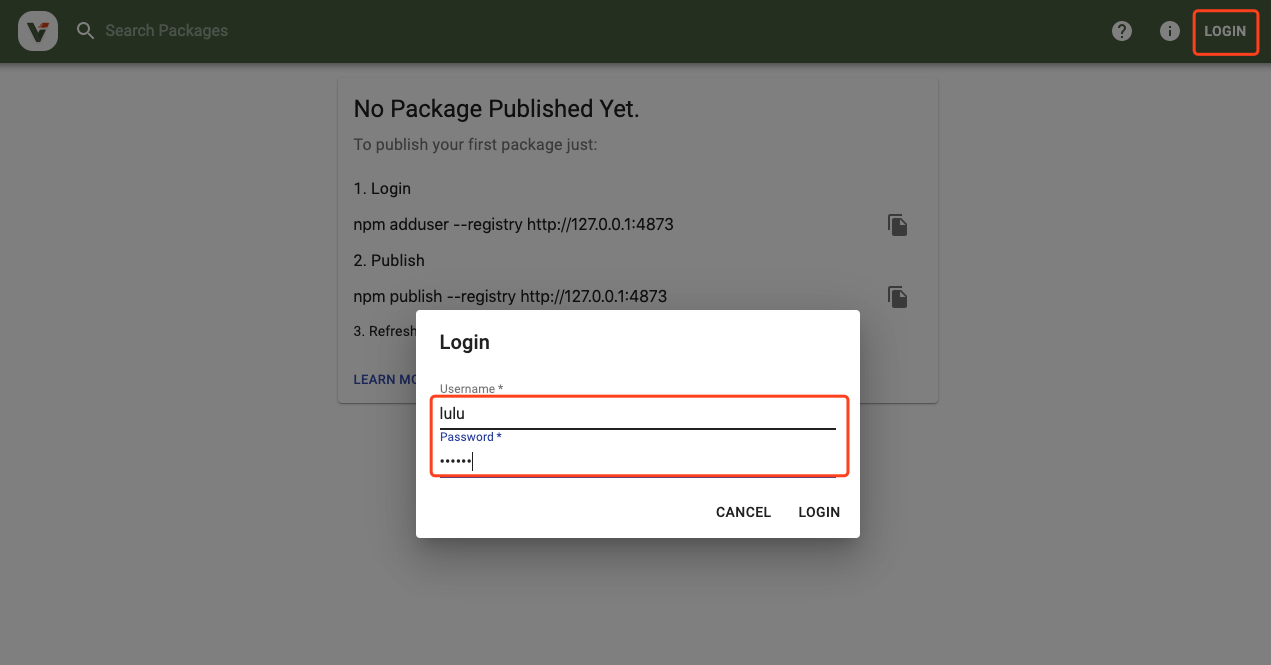 Search Packages
LOGIN
No Package Published Yet.
To publish your first package just:
1. Login
npm adduser --registry http://127.0.0.1:4873
2. Publish
npm publish --registry http://127.0.0.1:4873
3. Refresh
LEARN MO
Login
Username *
lulu
Password *
••••••
CANCEL LOGIN